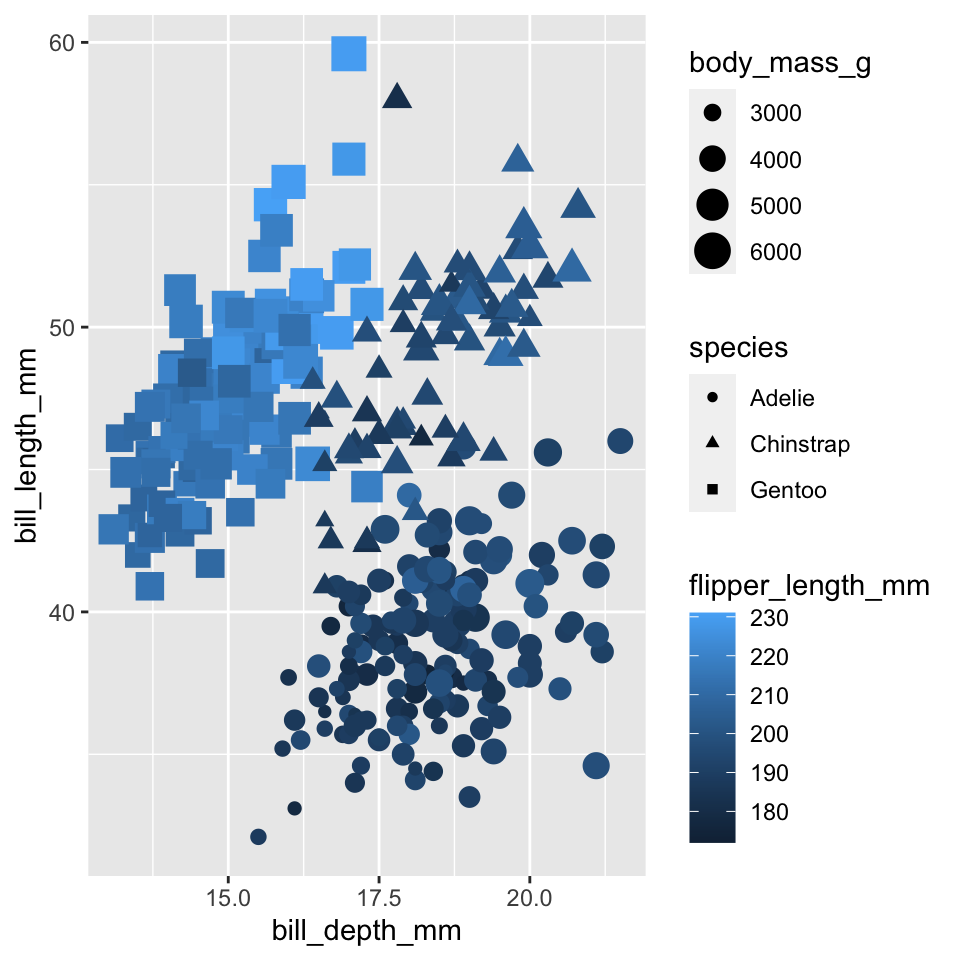 60
50
40
bill_length_mm
15.0 17.5 20.0
bill_depth_mm
body_mass_g
3000
4000
5000
6000
species
Adelie
Chinstrap
Gentoo
flipper_length_mm
230
220
210
200
190
180